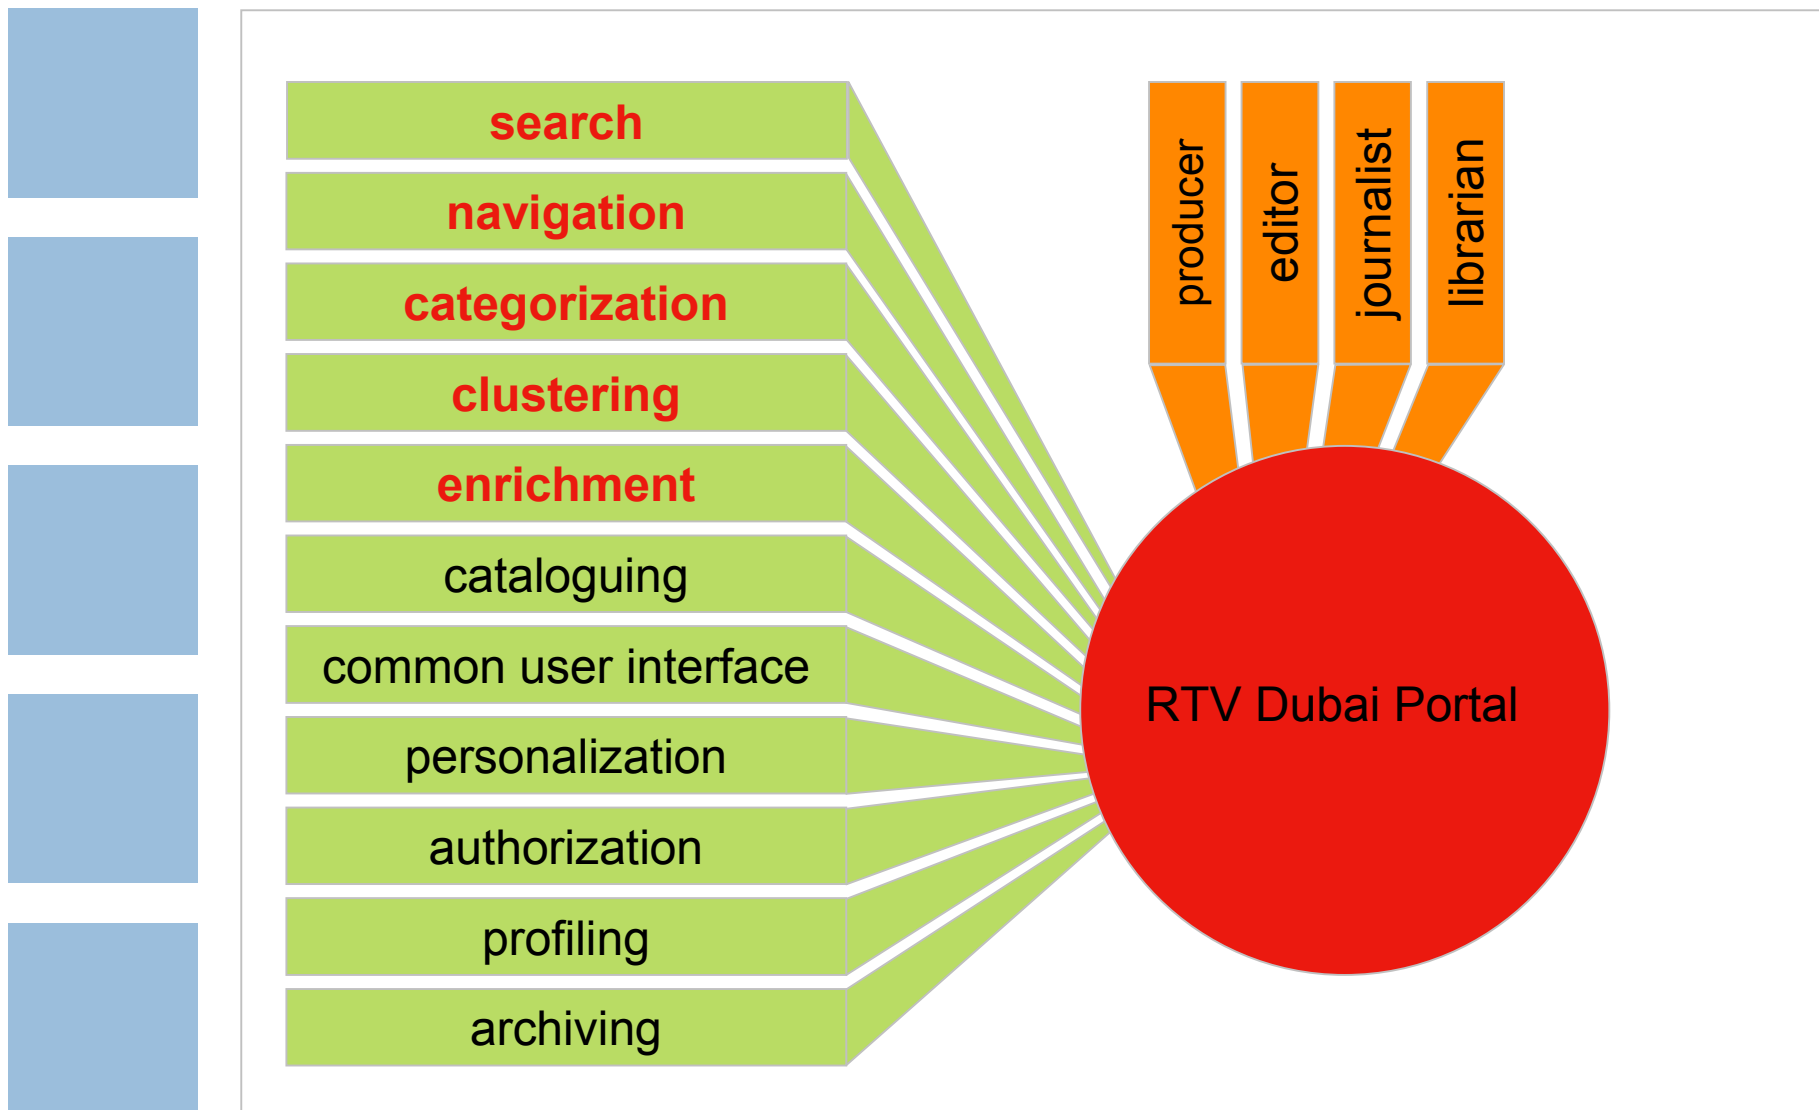 search
navigation
categorization
clustering
enrichment
cataloguing
common user interface
personalization
authorization
profiling
archiving
producer
editor
journalist
librarian
RTV Dubai Portal